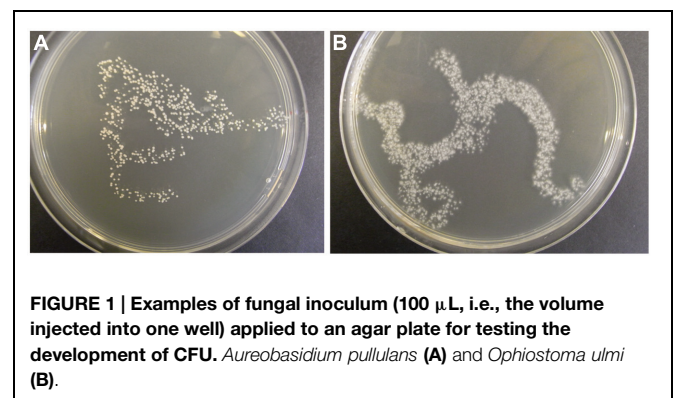 A
B
FIGURE 1 | Examples of fungal inoculum (100 μL, i.e., the volume
injected into one well) applied to an agar plate for testing the
development of CFU. Aureobasidium pullulans (A) and Ophiostoma ulmi
(B).